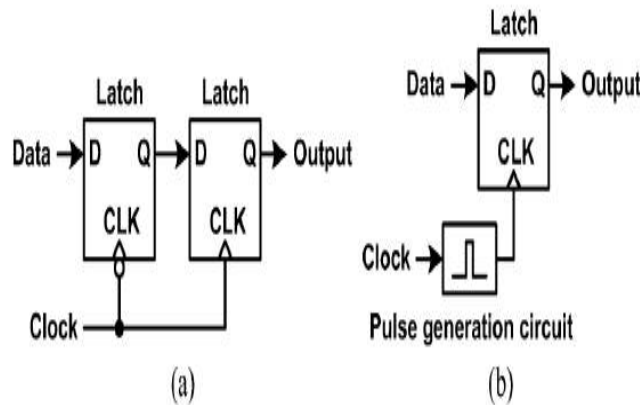 Latch Latch
Data D Q D Q Output
CLK CLK
Clock
(a)
Latch
Data D Q Output
CLK
Clock
Pulse generation circuit
(b)